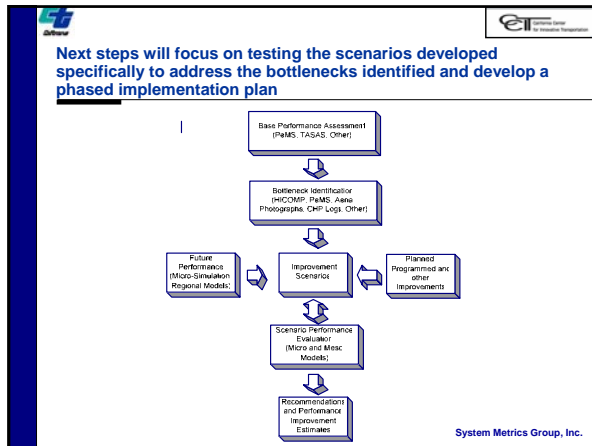 Caltrans
CCIT California Center
for Innovative Transportation
Next steps will focus on testing the scenarios developed
specifically to address the bottlenecks identified and develop a
phased implementation plan
Base Performance Assessment
(PeMS, TASAS, Other)
Bottleneck Identification
(HICOMP, PeMS, Aerial
Photographs, CHP Logs, Other)
Future
Performance
(Micro-Simulation
Regional Models)
Improvement
Scenarios
Planned
Programmed and
other
Improvements
Scenario Performance
Evaluation
(Micro and Meso
Models)
Recommendations
and Performance
Improvement
Estimates
System Metrics Group, Inc.